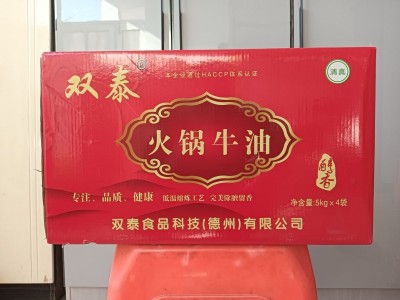 双泰
本企业通过HACCP体系认证
清真
火锅牛油
醇香
专注、品质、健康
低温熔炼工艺 完美除膻留香
净含量:5kg×4袋
双泰食品科技(德州)有限公司